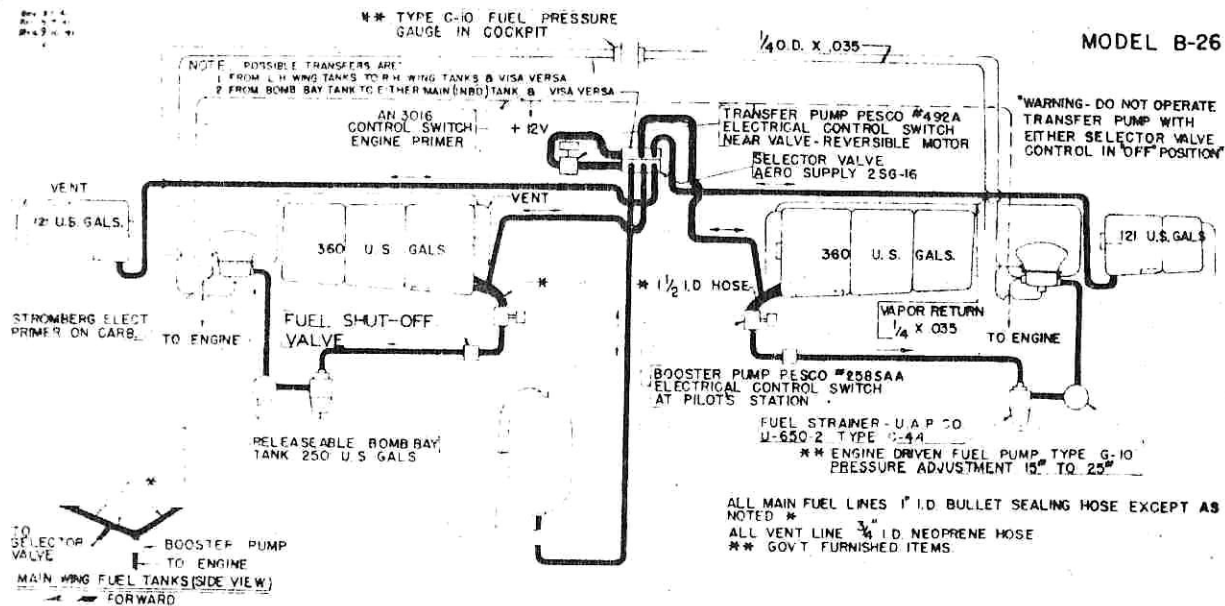 ** TYPE G-10 FUEL PRESSURE
GAUGE IN COCKPIT
1/4 O.D. X .035
MODEL B-26
NOTE POSSIBLE TRANSFERS ARE
1 FROM L H WING TANKS TO R H WING TANKS & VISA VERSA
2 FROM BOMB BAY TANK TO EITHER MAIN (INBD) TANK & VISA VERSA
AN 3016
CONTROL SWITCH
ENGINE PRIMER
+ 12V
TRANSFER PUMP PESCO #492A
ELECTRICAL CONTROL SWITCH
NEAR VALVE-REVERSIBLE MOTOR
SELECTOR VALVE
AERO SUPPLY 2SG-16
"WARNING- DO NOT OPERATE
TRANSFER PUMP WITH
EITHER SELECTOR VALVE
CONTROL IN "OFF" POSITION"
VENT
VENT
121 U.S. GALS.
360 U S GALS
360 U. S. GALS.
121 U.S. GALS
*
* 1 1/2 I.D HOSE
STROMBERG ELECT
PRIMER ON CARB.
TO ENGINE
FUEL SHUT-OFF
VALVE
VAPOR RETURN
1/4 X .035
TO ENGINE
BOOSTER PUMP PESCO #258SAA
ELECTRICAL CONTROL SWITCH
AT PILOTS STATION
RELEASEABLE BOMB BAY
TANK 250 U S GALS
FUEL STRAINER - U.A.P CO
U-650-2 TYPE C-4A
** ENGINE DRIVEN FUEL PUMP TYPE G-10
PRESSURE ADJUSTMENT 15# TO 25#
*
TO
SELECTOR
VALVE
BOOSTER PUMP
TO ENGINE
MAIN WING FUEL TANKS (SIDE VIEW)
FORWARD
ALL MAIN FUEL LINES 1" I.D. BULLET SEALING HOSE EXCEPT AS
NOTED *
ALL VENT LINE 3/4" I D. NEOPRENE HOSE
** GOV'T FURNISHED ITEMS.